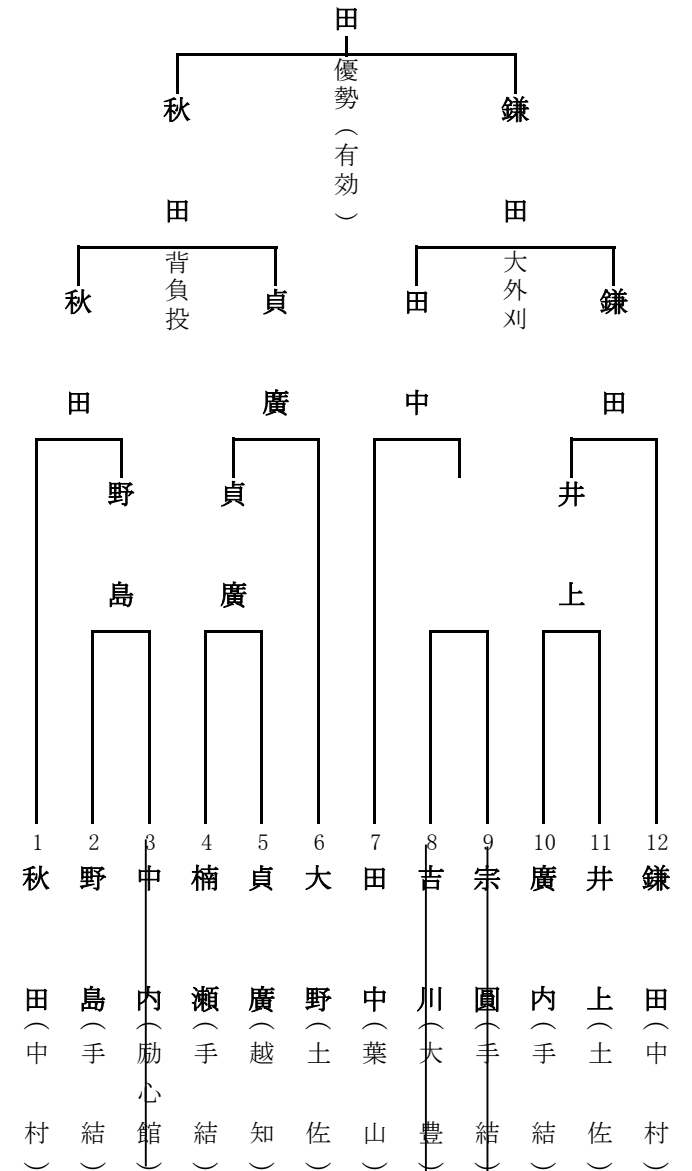 田
優勢（有効）
秋
鎌
田
田
背負投
大外刈
秋
貞
田
鎌
田
廣
中
田
野
貞
井
島
廣
上
1 2 3 4 5 6 7 8 9 10 11 12
秋田（中村）
野島（手結）
中内（励心館）
楠瀬（手結）
貞廣（越知）
大野（土佐）
田中（葉山）
吉川（大豊）
宗圓（手結）
廣内（手結）
井上（土佐）
鎌田（中村）